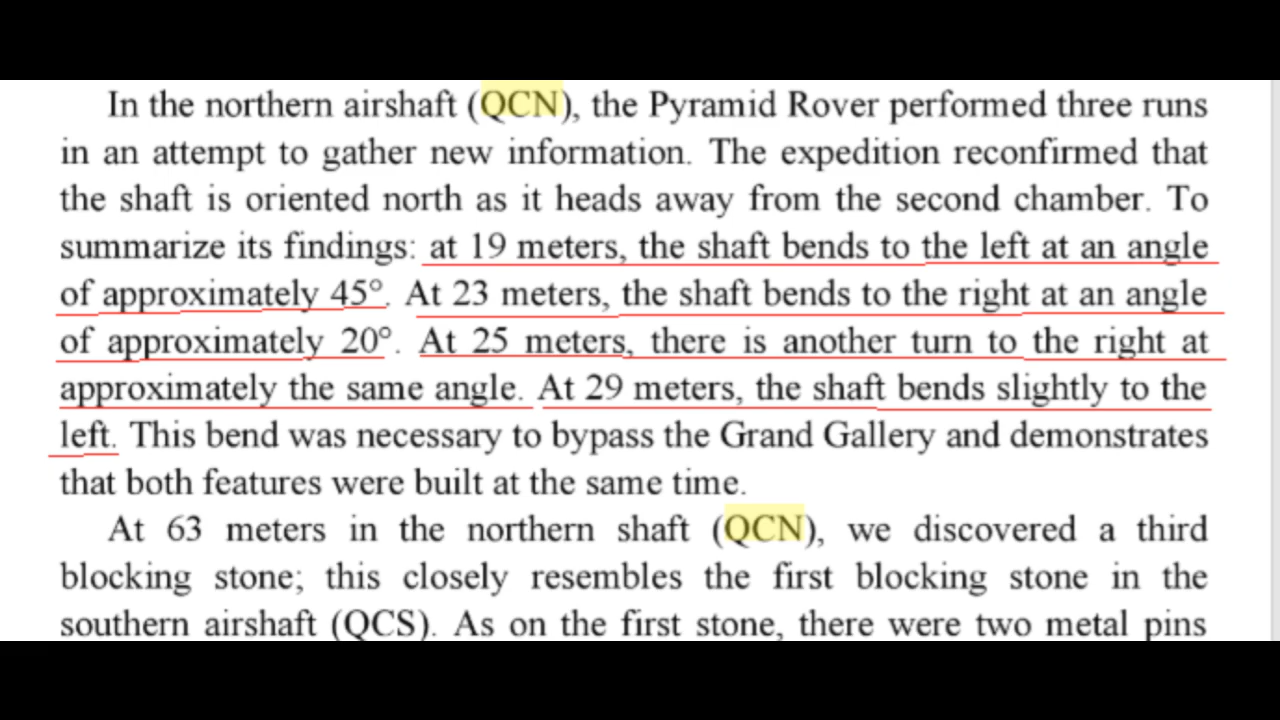 In the northern airshaft (QCN), the Pyramid Rover performed three runs
in an attempt to gather new information. The expedition reconfirmed that
the shaft is oriented north as it heads away from the second chamber. To
summarize its findings: at 19 meters, the shaft bends to the left at an angle
of approximately 45°. At 23 meters, the shaft bends to the right at an angle
of approximately 20°. At 25 meters, there is another turn to the right at
approximately the same angle. At 29 meters, the shaft bends slightly to the
left. This bend was necessary to bypass the Grand Gallery and demonstrates
that both features were built at the same time.
At 63 meters in the northern shaft (QCN), we discovered a third
blocking stone; this closely resembles the first blocking stone in the
southern airshaft (QCS). As on the first stone, there were two metal pins